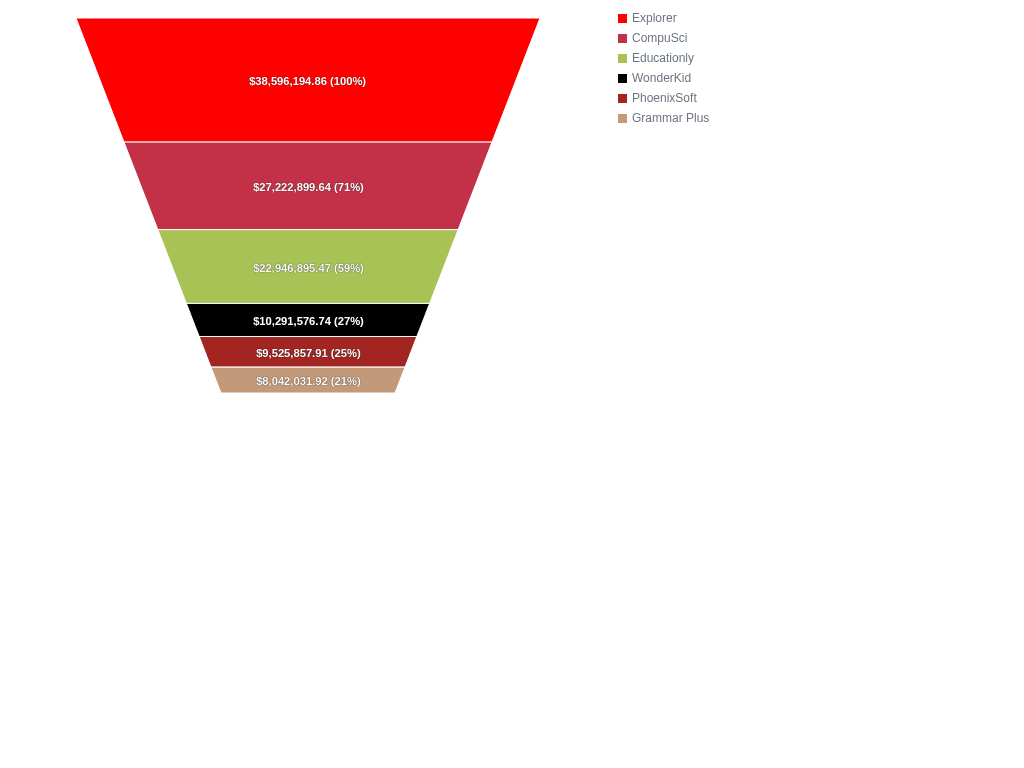 $38,596,194.86 (100%)
$27,222,899.64 (71%)
$22,946,895.47 (59%)
$10,291,576.74 (27%)
$9,525,857.91 (25%)
$8,042,031.92 (21%)
Explorer
CompuSci
Educationly
WonderKid
PhoenixSoft
Grammar Plus